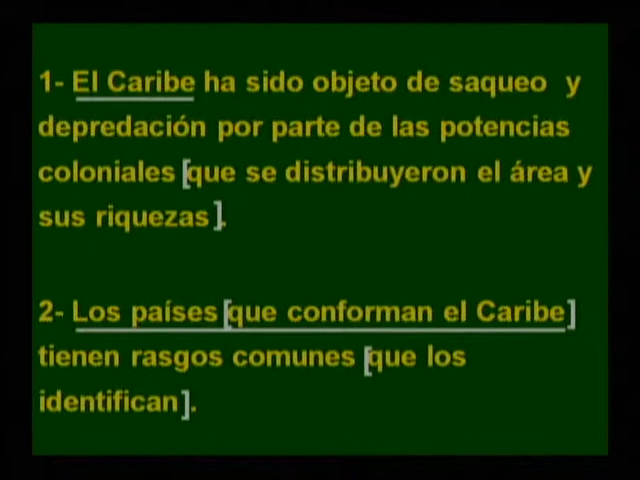 1- El Caribe ha sido objeto de saqueo y
depredación por parte de las potencias
coloniales [que se distribuyeron el área y
sus riquezas].
2- Los países [que conforman el Caribe]
tienen rasgos comunes [que los
identifican].